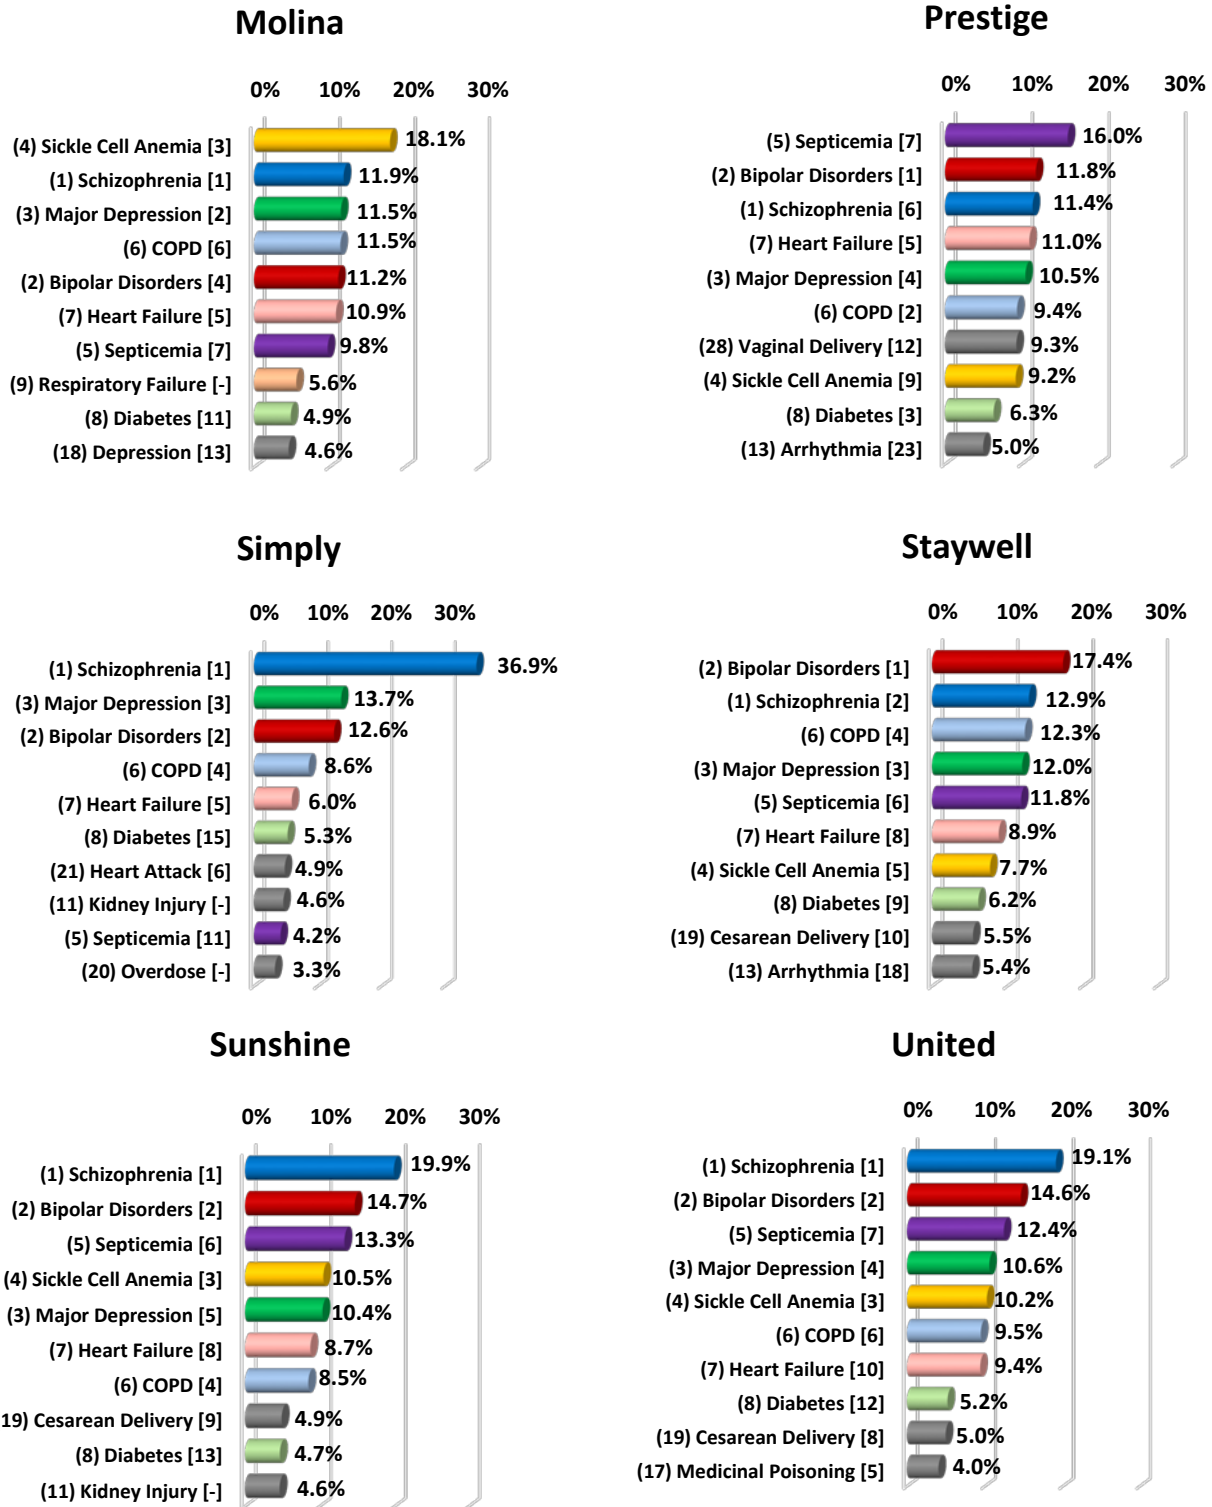 Molina
0% 10% 20% 30%
(4) Sickle Cell Anemia [3] 18.1%
(1) Schizophrenia [1] 11.9%
(3) Major Depression [2] 11.5%
(6) COPD [6] 11.5%
(2) Bipolar Disorders [4] 11.2%
(7) Heart Failure [5] 10.9%
(5) Septicemia [7] 9.8%
(9) Respiratory Failure [-] 5.6%
(8) Diabetes [11] 4.9%
(18) Depression [13] 4.6%
Prestige
0% 10% 20% 30%
(5) Septicemia [7] 16.0%
(2) Bipolar Disorders [1] 11.8%
(1) Schizophrenia [6] 11.4%
(7) Heart Failure [5] 11.0%
(3) Major Depression [4] 10.5%
(6) COPD [2] 9.4%
(28) Vaginal Delivery [12] 9.3%
(4) Sickle Cell Anemia [9] 9.2%
(8) Diabetes [3] 6.3%
(13) Arrhythmia [23] 5.0%
Simply
0% 10% 20% 30%
(1) Schizophrenia [1] 36.9%
(3) Major Depression [3] 13.7%
(2) Bipolar Disorders [2] 12.6%
(6) COPD [4] 8.6%
(7) Heart Failure [5] 6.0%
(8) Diabetes [15] 5.3%
(21) Heart Attack [6] 4.9%
(11) Kidney Injury [-] 4.6%
(5) Septicemia [11] 4.2%
(20) Overdose [-] 3.3%
Staywell
0% 10% 20% 30%
(2) Bipolar Disorders [1] 17.4%
(1) Schizophrenia [2] 12.9%
(6) COPD [4] 12.3%
(3) Major Depression [3] 12.0%
(5) Septicemia [6] 11.8%
(7) Heart Failure [8] 8.9%
(4) Sickle Cell Anemia [5] 7.7%
(8) Diabetes [9] 6.2%
(19) Cesarean Delivery [10] 5.5%
(13) Arrhythmia [18] 5.4%
Sunshine
0% 10% 20% 30%
(1) Schizophrenia [1] 19.9%
(2) Bipolar Disorders [2] 14.7%
(5) Septicemia [6] 13.3%
(4) Sickle Cell Anemia [3] 10.5%
(3) Major Depression [5] 10.4%
(7) Heart Failure [8] 8.7%
(6) COPD [4] 8.5%
19) Cesarean Delivery [9] 4.9%
(8) Diabetes [13] 4.7%
(11) Kidney Injury [-] 4.6%
United
0% 10% 20% 30%
(1) Schizophrenia [1] 19.1%
(2) Bipolar Disorders [2] 14.6%
(5) Septicemia [7] 12.4%
(3) Major Depression [4] 10.6%
(4) Sickle Cell Anemia [3] 10.2%
(6) COPD [6] 9.5%
(7) Heart Failure [10] 9.4%
(8) Diabetes [12] 5.2%
(19) Cesarean Delivery [8] 5.0%
(17) Medicinal Poisoning [5] 4.0%